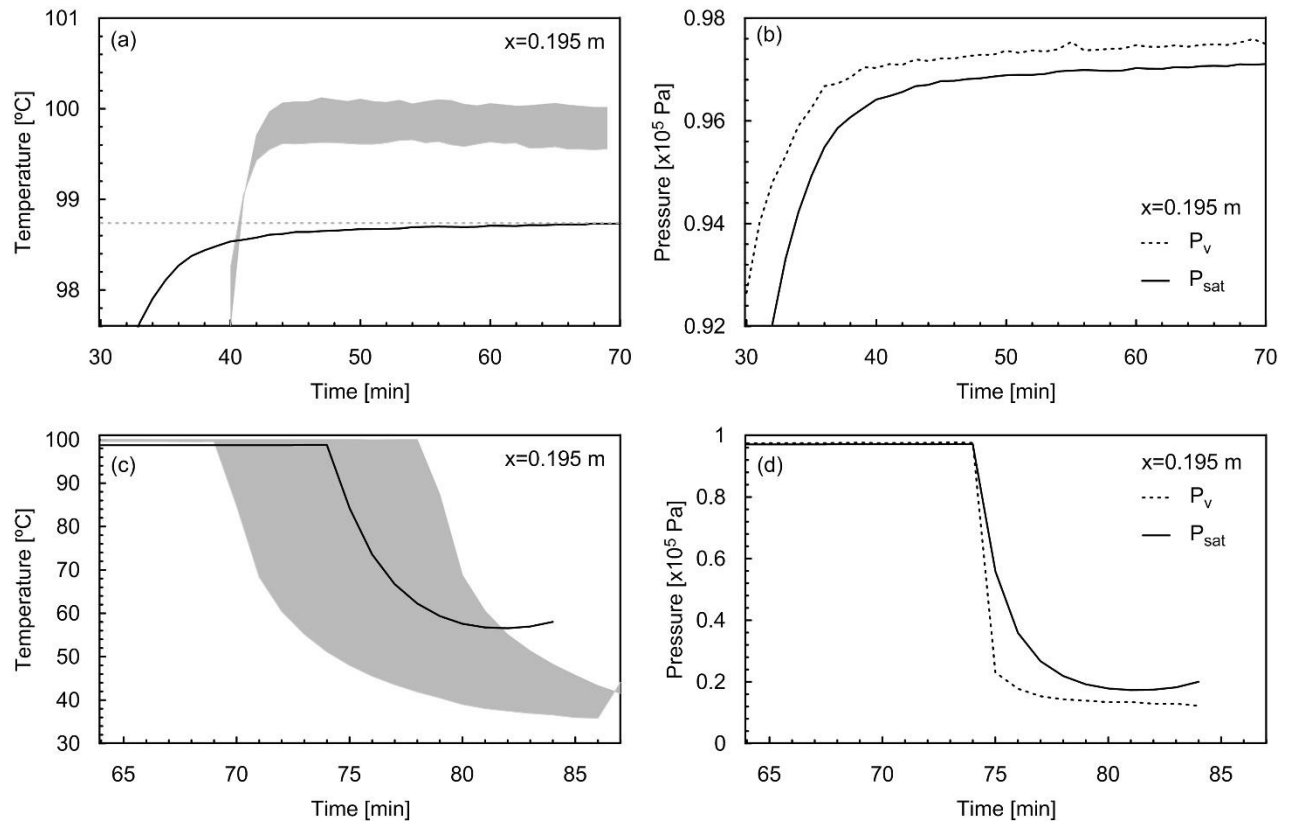 (a)
x=0.195 m
101
100
99
98
Temperature [ºC]
30 40 50 60 70
Time [min]
(b)
0.98
0.96
0.94
0.92
Pressure [x10⁵ Pa]
x=0.195 m
Pv
Psat
30 40 50 60 70
Time [min]
(c)
x=0.195 m
100
90
80
70
60
50
40
30
Temperature [ºC]
65 70 75 80 85
Time [min]
(d)
x=0.195 m
Pv
Psat
1
0.8
0.6
0.4
0.2
0
Pressure [x10⁵ Pa]
65 70 75 80 85
Time [min]